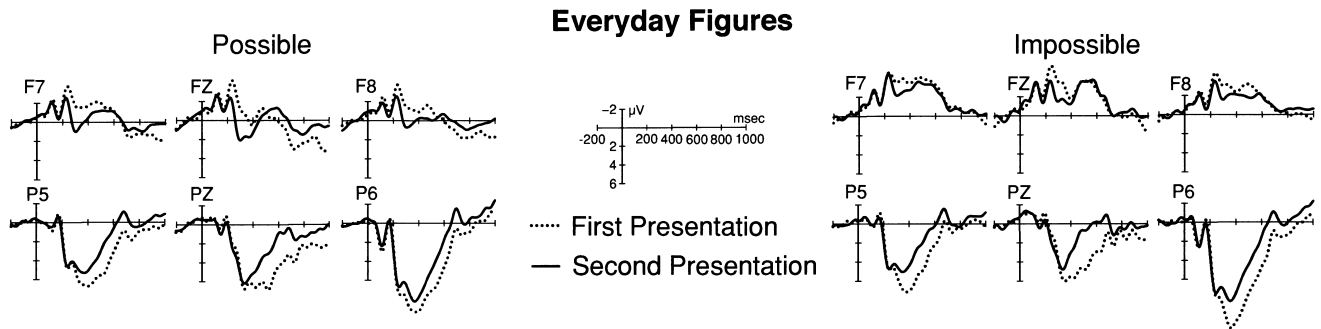 Everyday Figures
Possible
Impossible
F7
FZ
F8
F7
FZ
F8
−2
μV
msec
-200
200 400 600 800 1000
2
4
6
P5
PZ
P6
P5
PZ
P6
First Presentation
Second Presentation